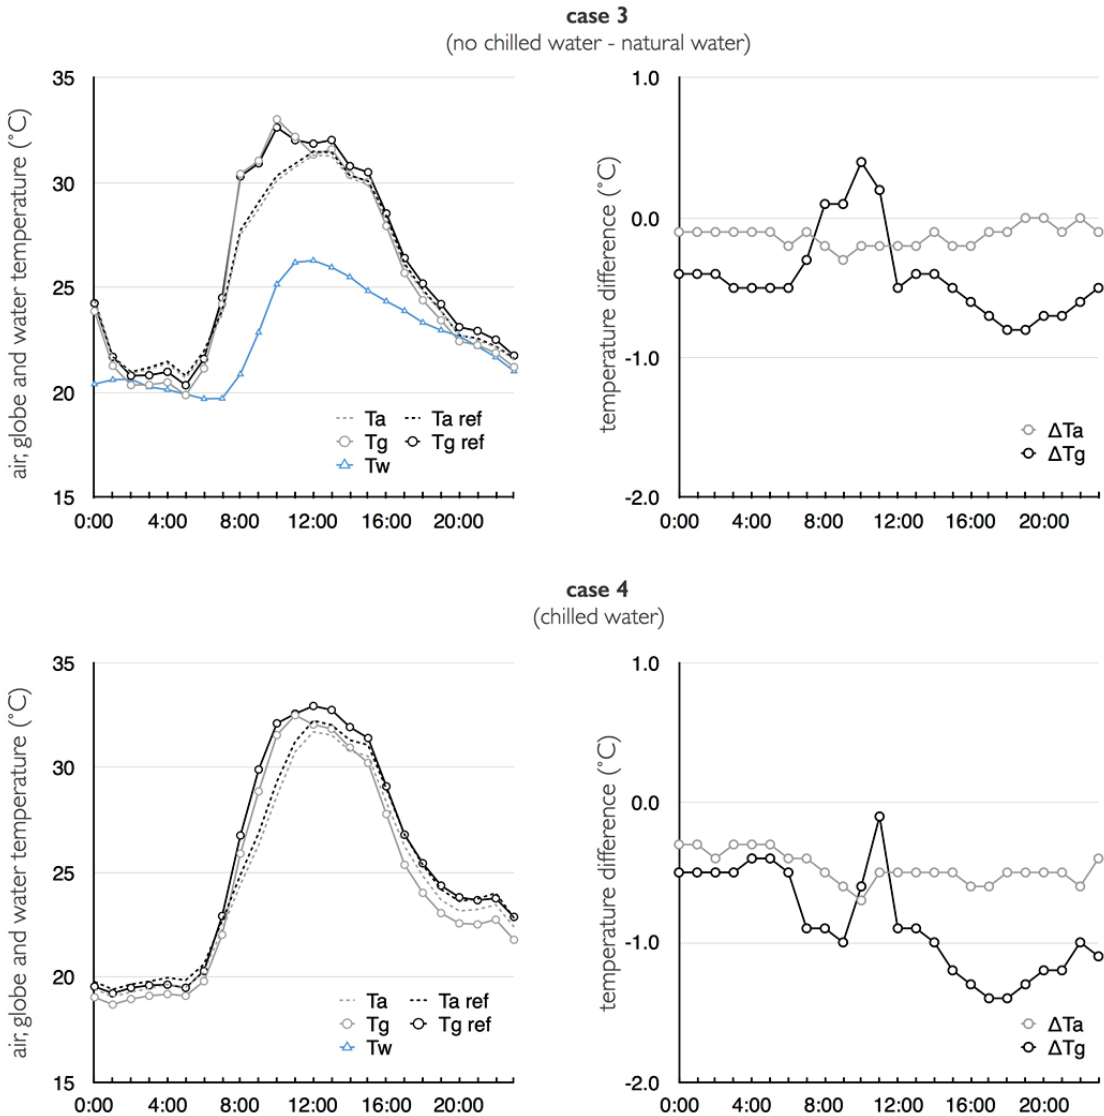 case 3
(no chilled water - natural water)
air, globe and water temperature (˚C)
35
30
25
20
15
0:00 4:00 8:00 12:00 16:00 20:00
Ta Ta ref
Tg Tg ref
Tw
temperature difference (˚C)
1.0
0.0
-1.0
-2.0
0:00 4:00 8:00 12:00 16:00 20:00
ΔTa
ΔTg
case 4
(chilled water)
air, globe and water temperature (˚C)
35
30
25
20
15
0:00 4:00 8:00 12:00 16:00 20:00
Ta Ta ref
Tg Tg ref
Tw
temperature difference (˚C)
1.0
0.0
-1.0
-2.0
0:00 4:00 8:00 12:00 16:00 20:00
ΔTa
ΔTg